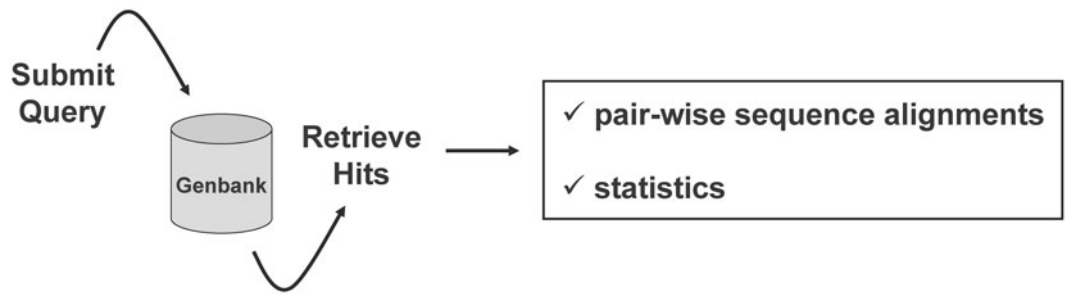 Submit
Query
Genbank
Retrieve
Hits
✓ pair-wise sequence alignments
✓ statistics